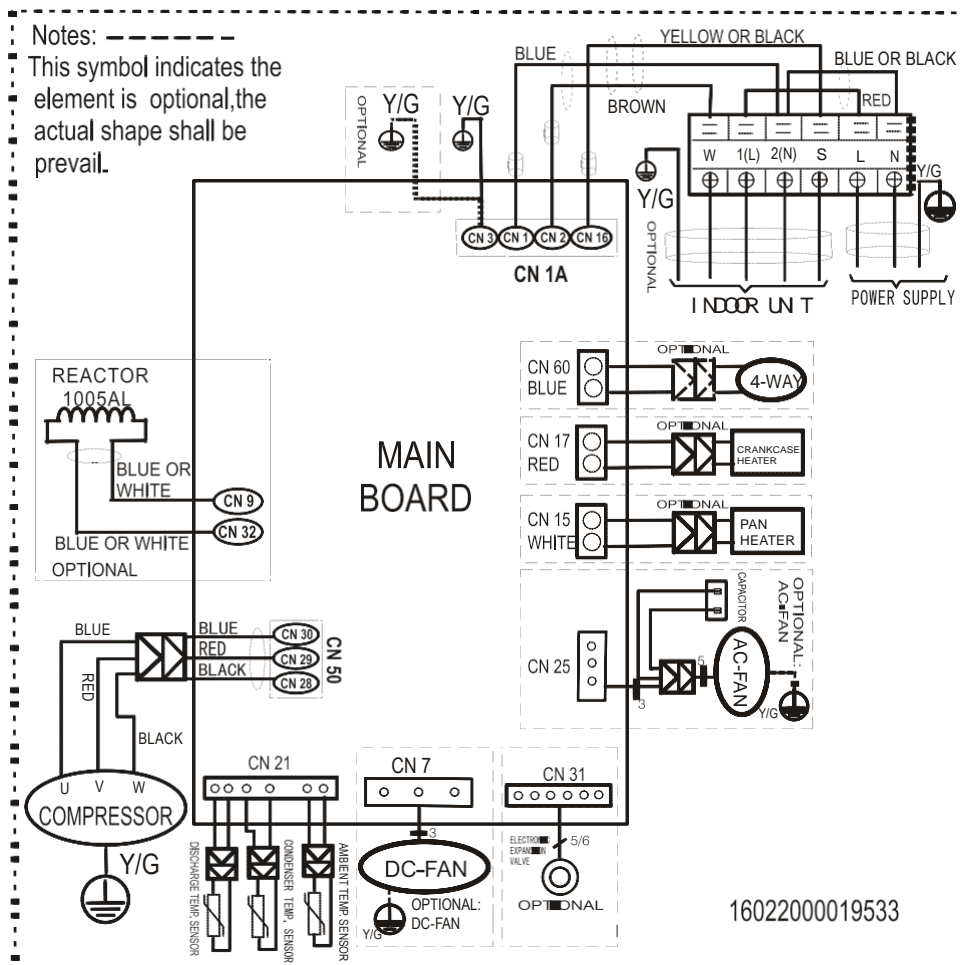 Notes:
This symbol indicates the
element is optional,the
actual shape shall be
prevail.
OPTIONAL
Y/G
Y/G
BLUE
YELLOW OR BLACK
BROWN
BLUE OR BLACK
RED
W 1(L) 2(N) S L N
Y/G
Y/G
OPTIONAL
INDOOR UNIT
POWER SUPPLY
CN 3 CN 1 CN 2 CN 16
CN 1A
REACTOR
1005AL
BLUE OR
WHITE
CN 9
CN 32
BLUE OR WHITE
OPTIONAL
MAIN
BOARD
CN 60
BLUE
OPTIONAL
4-WAY
CN 17
RED
OPTIONAL
CRANKCASE
HEATER
CN 15
WHITE
OPTIONAL
PAN
HEATER
CN 25
3
5
CAPACITOR
AC-FAN
OPTIONAL:
AC-FAN
Y/G
BLUE
RED
BLACK
BLUE
RED
BLACK
CN 30
CN 29
CN 28
CN 50
U V W
COMPRESSOR
Y/G
CN 21
DISCHARGE TEMP. SENSOR
CONDENSER TEMP. SENSOR
AMBIENT TEMP. SENSOR
CN 7
3
DC-FAN
OPTIONAL:
DC-FAN
Y/G
CN 31
ELECTRONIC
EXPANSION
VALVE
5/6
OPTIONAL
16022000019533